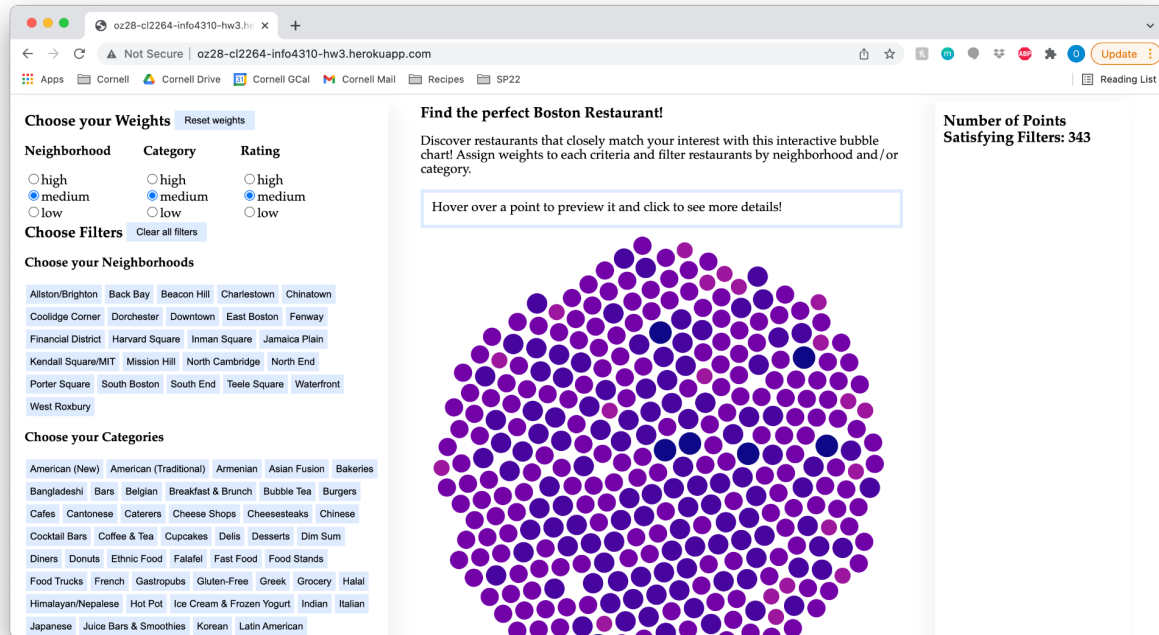 oz28-cl2264-info4310-hw3.he
Not Secure | oz28-cl2264-info4310-hw3.herokuapp.com
m
ABP
O
Update
Apps
Cornell
Cornell Drive
31
Cornell GCal
Cornell Mail
Recipes
SP22
Reading List
Choose your Weights
Reset weights
Neighborhood Category Rating
high high high
medium medium medium
low low low
Choose Filters
Clear all filters
Choose your Neighborhoods
Allston/Brighton Back Bay Beacon Hill Charlestown Chinatown
Coolidge Corner Dorchester Downtown East Boston Fenway
Financial District Harvard Square Inman Square Jamaica Plain
Kendall Square/MIT Mission Hill North Cambridge North End
Porter Square South Boston South End Teele Square Waterfront
West Roxbury
Choose your Categories
American (New) American (Traditional) Armenian Asian Fusion Bakeries
Bangladeshi Bars Belgian Breakfast & Brunch Bubble Tea Burgers
Cafes Cantonese Caterers Cheese Shops Cheesesteaks Chinese
Cocktail Bars Coffee & Tea Cupcakes Delis Desserts Dim Sum
Diners Donuts Ethnic Food Falafel Fast Food Food Stands
Food Trucks French Gastropubs Gluten-Free Greek Grocery Halal
Himalayan/Nepalese Hot Pot Ice Cream & Frozen Yogurt Indian Italian
Japanese Juice Bars & Smoothies Korean Latin American
Find the perfect Boston Restaurant!
Discover restaurants that closely match your interest with this interactive bubble
chart! Assign weights to each criteria and filter restaurants by neighborhood and/or
category.
Hover over a point to preview it and click to see more details!
Number of Points
Satisfying Filters: 343